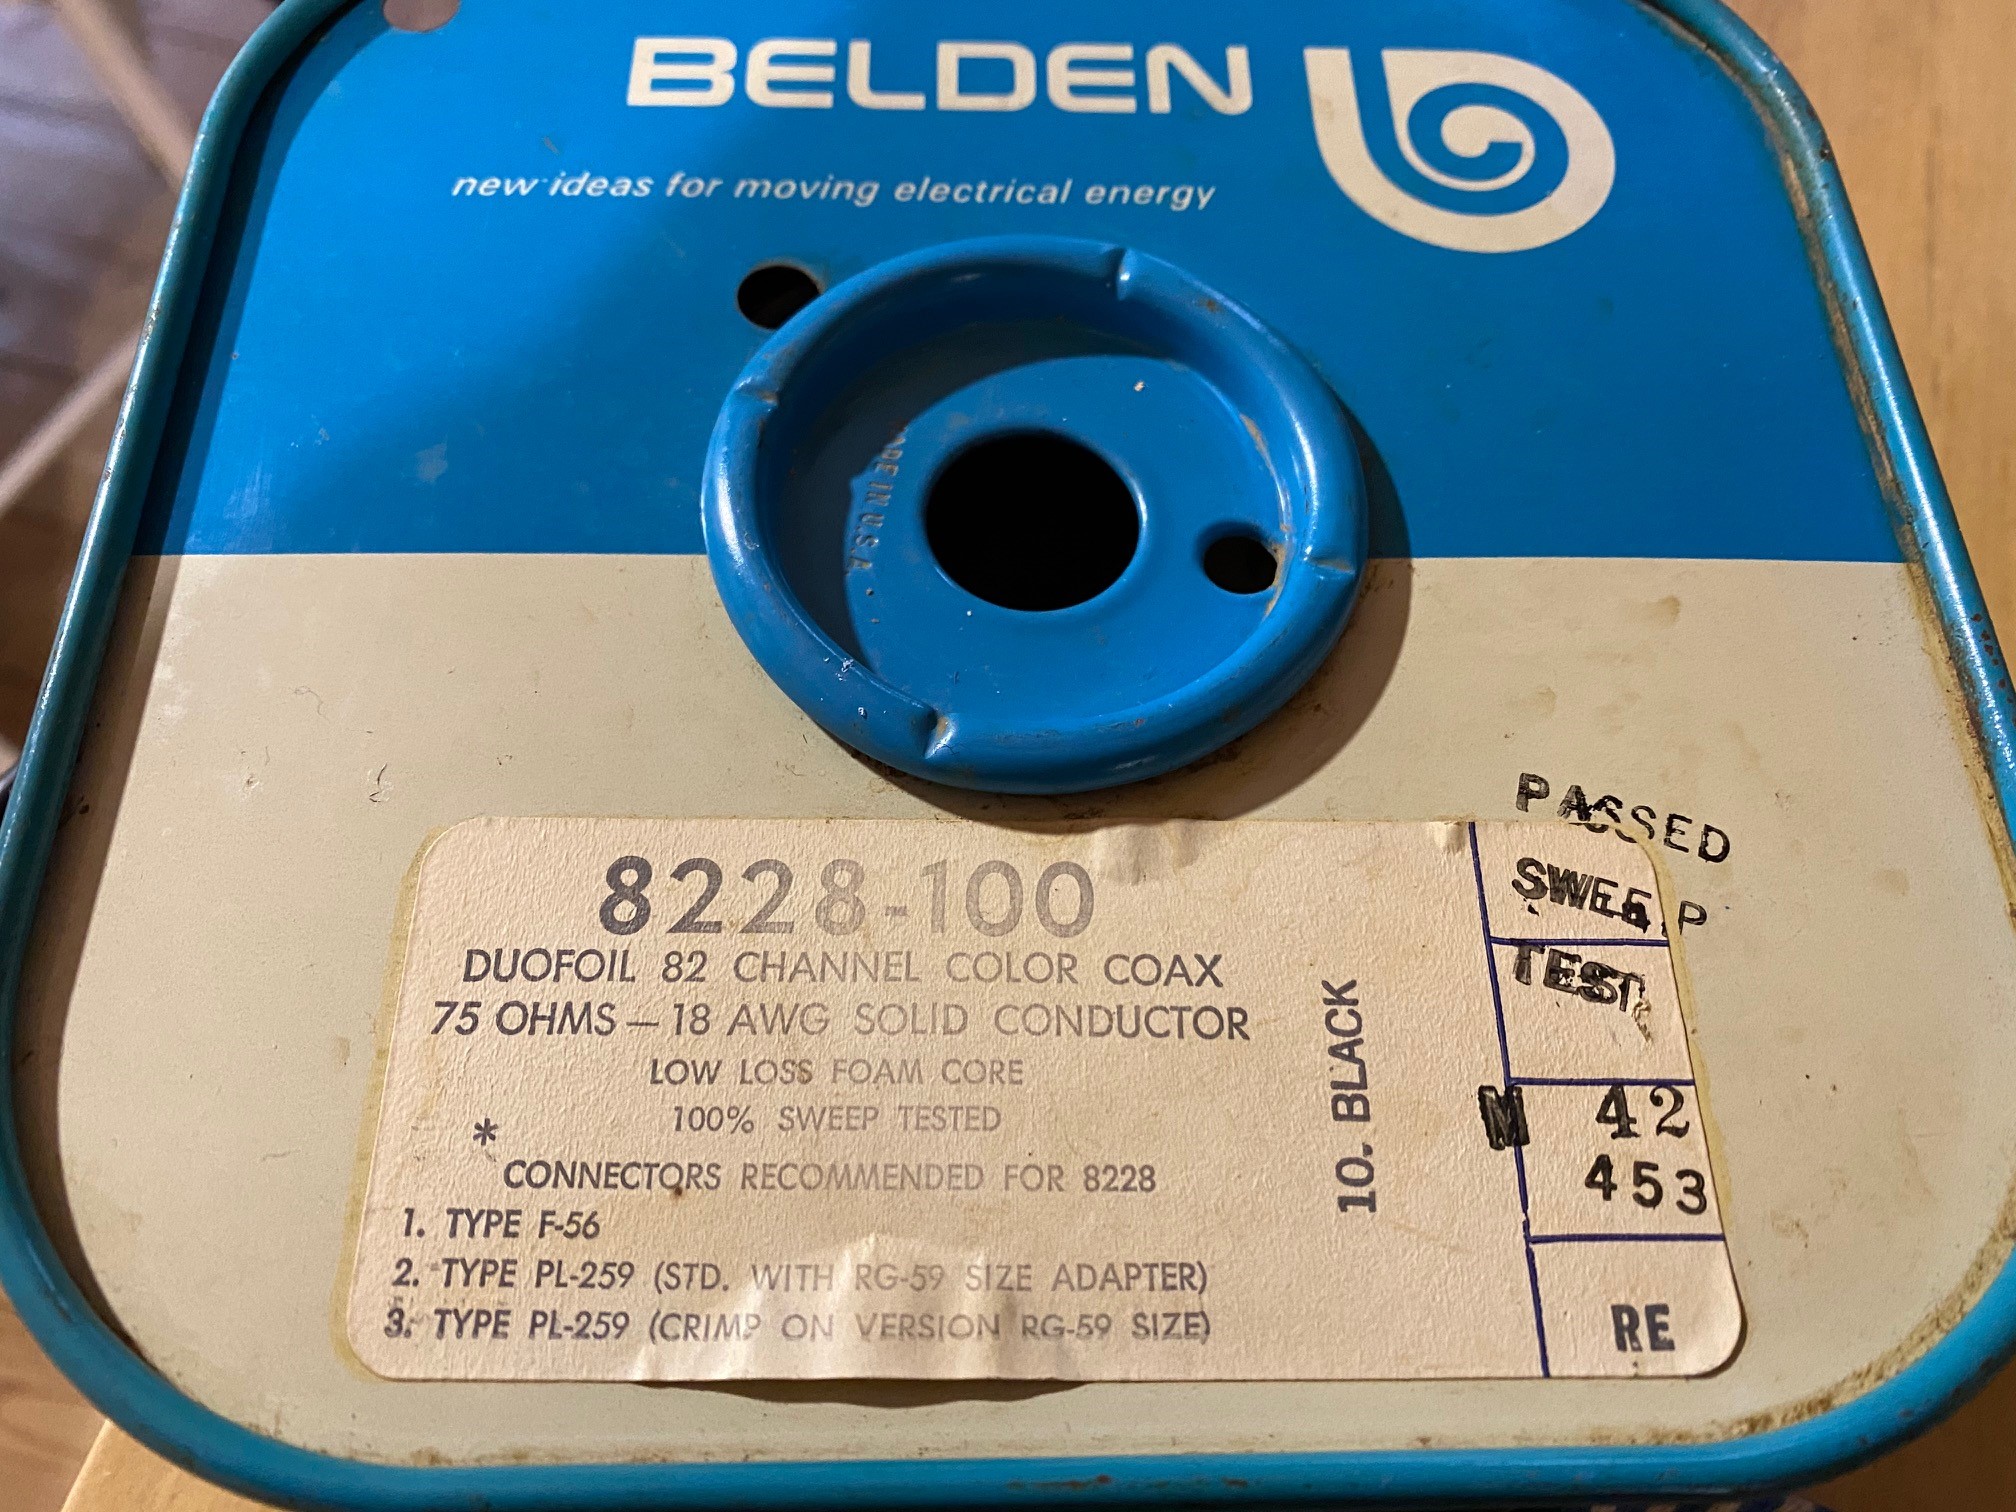 BELDEN
new ideas for moving electrical energy
MADE IN U.S.A.
PASSED
SWEEP
TEST
8228-100
DUOFOIL 82 CHANNEL COLOR COAX
75 OHMS — 18 AWG SOLID CONDUCTOR
LOW LOSS FOAM CORE
100% SWEEP TESTED
*
CONNECTORS RECOMMENDED FOR 8228
1. TYPE F-56
2. TYPE PL-259 (STD. WITH RG-59 SIZE ADAPTER)
3. TYPE PL-259 (CRIMP ON VERSION RG-59 SIZE)
10. BLACK
M 42
453
RE